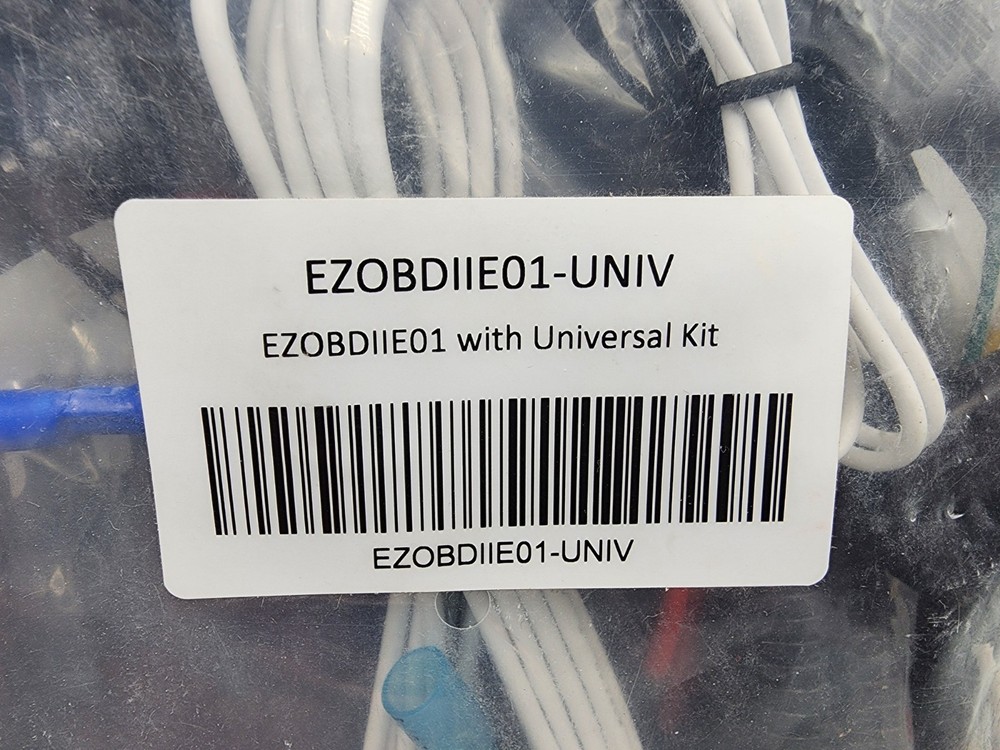 EZOBDIIE01-UNIV
EZOBDIIE01 with Universal Kit
EZOBDIIE01-UNIV